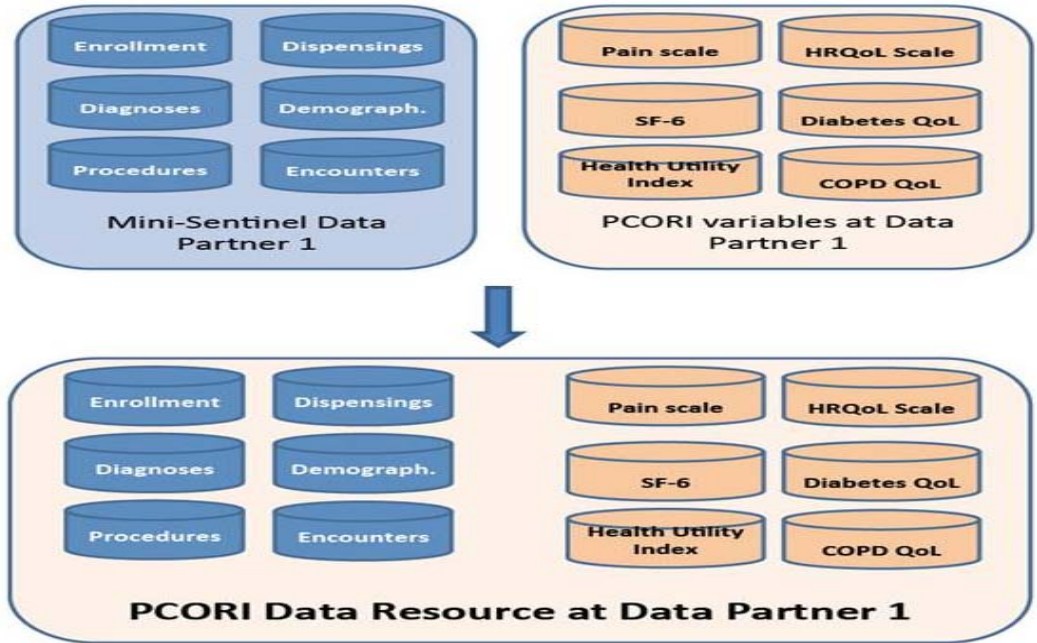 Enrollment
Dispensings
Diagnoses
Demograph.
Procedures
Encounters
Mini-Sentinel Data
Partner 1
Pain scale
HRQoL Scale
SF-6
Diabetes QoL
Health Utility
Index
COPD QoL
PCORI variables at Data
Partner 1
Enrollment
Dispensings
Diagnoses
Demograph.
Procedures
Encounters
Pain scale
HRQoL Scale
SF-6
Diabetes QoL
Health Utility
Index
COPD QoL
PCORI Data Resource at Data Partner 1